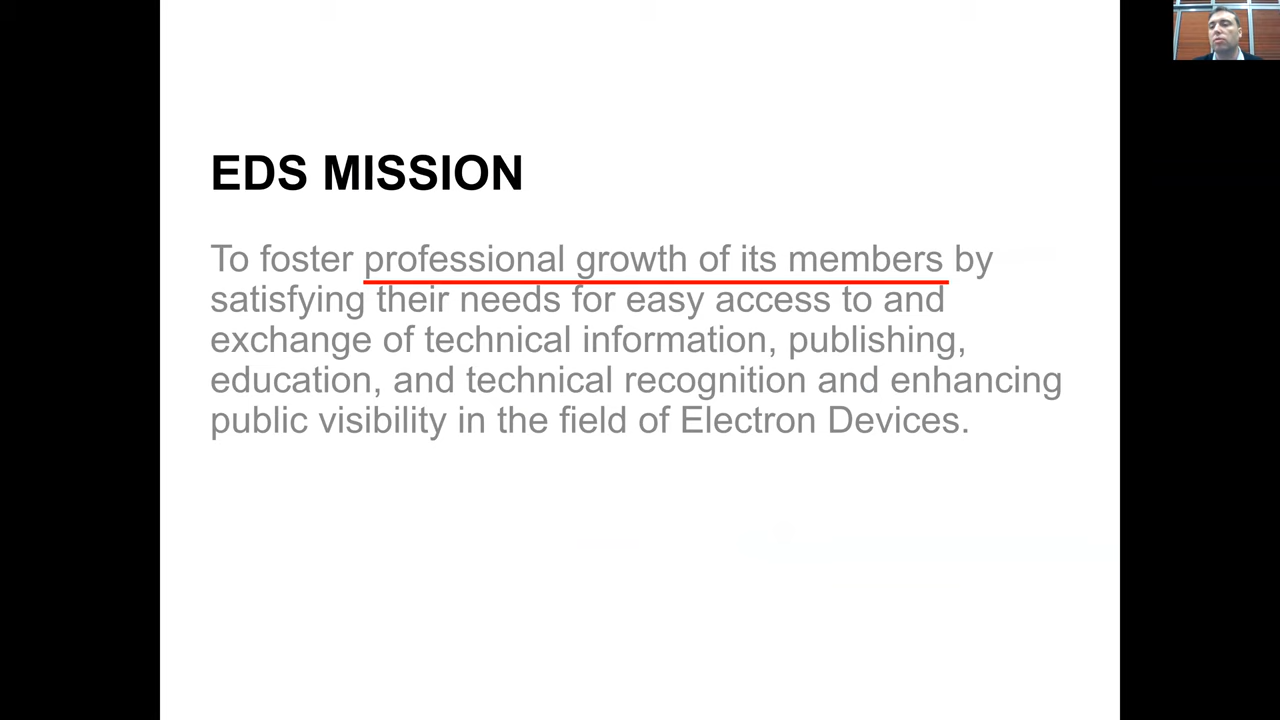 EDS MISSION
To foster professional growth of its members by
satisfying their needs for easy access to and
exchange of technical information, publishing,
education, and technical recognition and enhancing
public visibility in the field of Electron Devices.